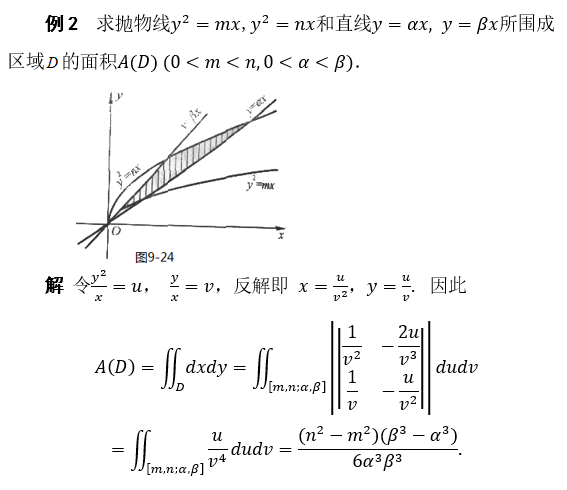 例2 求抛物线y² = mx, y² = nx和直线y = αx, y = βx所围成
区域D的面积A(D) (0 < m < n, 0 < α < β).
y
y=βx
y=αx
y²=nx
y²=mx
O
x
图9-24
解 令y²/x = u, y/x = v, 反解即 x = u/v², y = u/v. 因此
A(D) = ∬_D dxdy = ∬_[m,n;α,β] || 1/v² −2u/v³ ; 1/v −u/v² || dudv
= ∬_[m,n;α,β] u/v⁴ dudv = (n² − m²)(β³ − α³)/6α³β³.